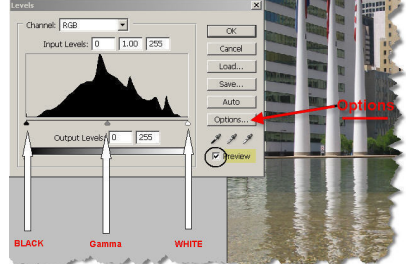 Levels
Channel: RGB
OK
Input Levels: 0 1.00 255
Cancel
Load...
Save...
Auto
Options...
Options
Output Levels: 0 255
Preview
BLACK Gamma WHITE